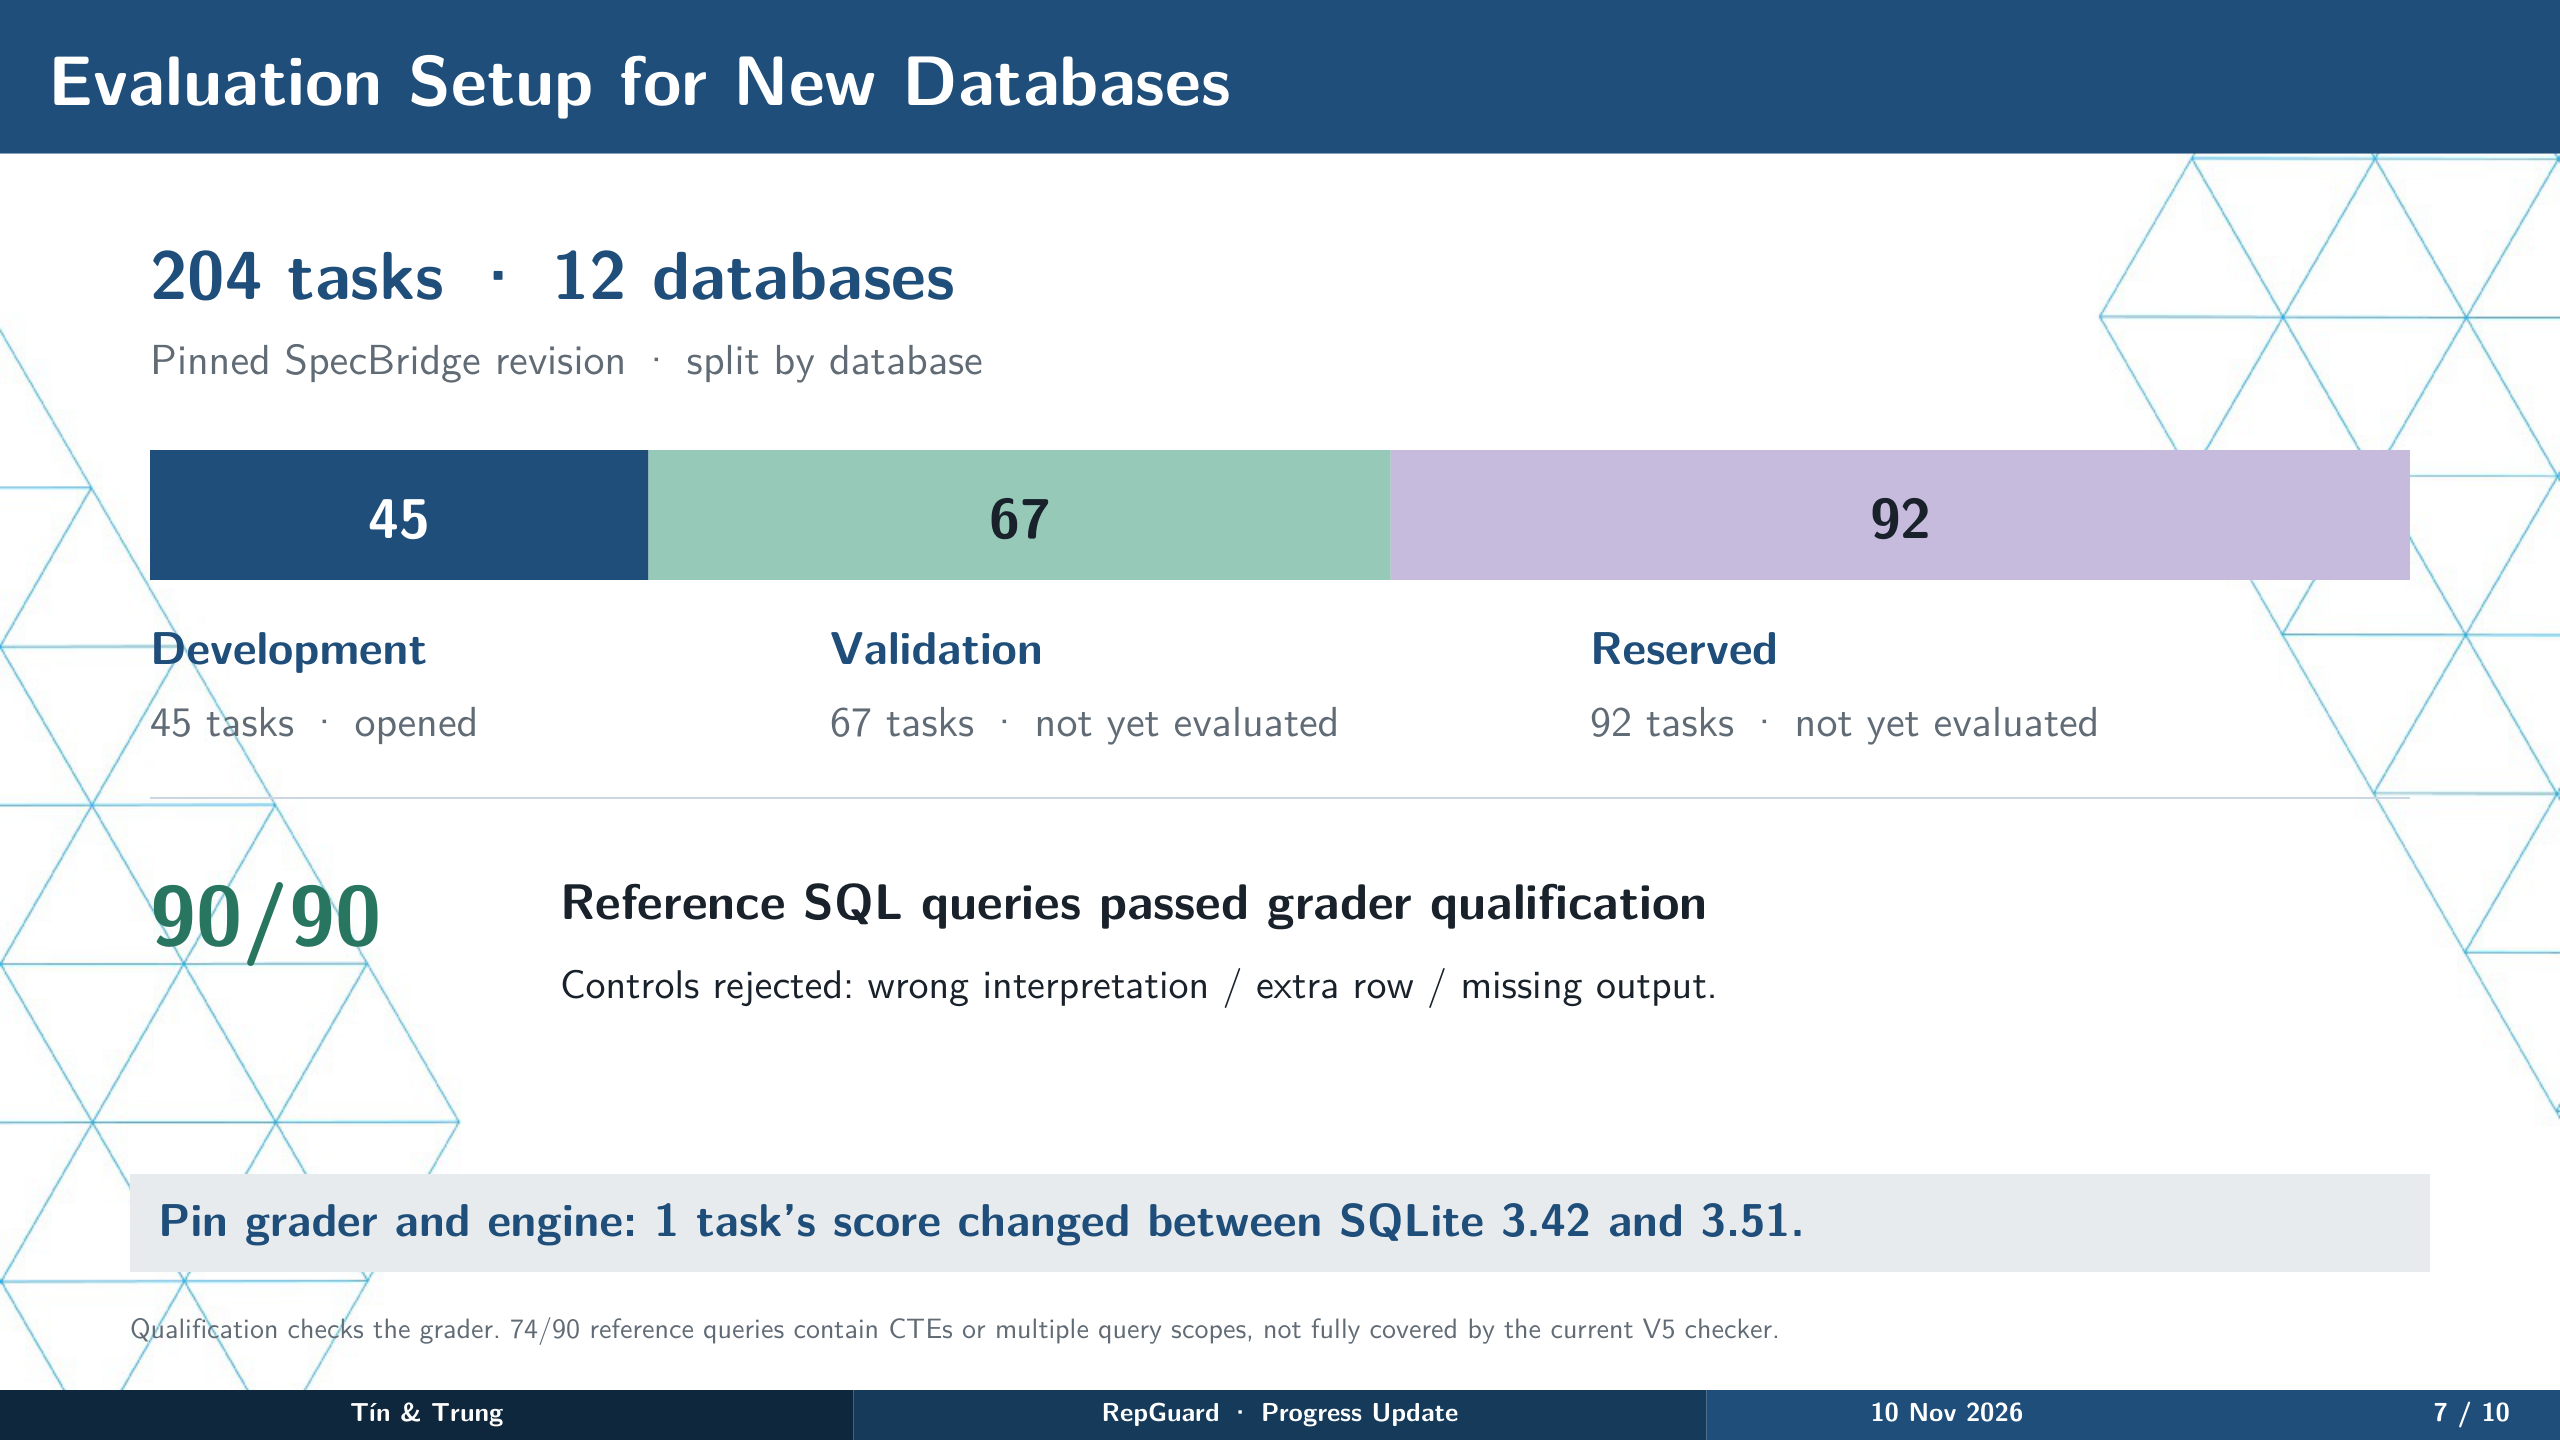 Evaluation Setup for New Databases
204 tasks · 12 databases
Pinned SpecBridge revision · split by database
45 67 92
Development Validation Reserved
45 tasks · opened 67 tasks · not yet evaluated 92 tasks · not yet evaluated
90/90 Reference SQL queries passed grader qualification
Controls rejected: wrong interpretation / extra row / missing output.
Pin grader and engine: 1 task’s score changed between SQLite 3.42 and 3.51.
Qualification checks the grader. 74/90 reference queries contain CTEs or multiple query scopes, not fully covered by the current V5 checker.
Tín & Trung RepGuard · Progress Update 10 Nov 2026 7 / 10